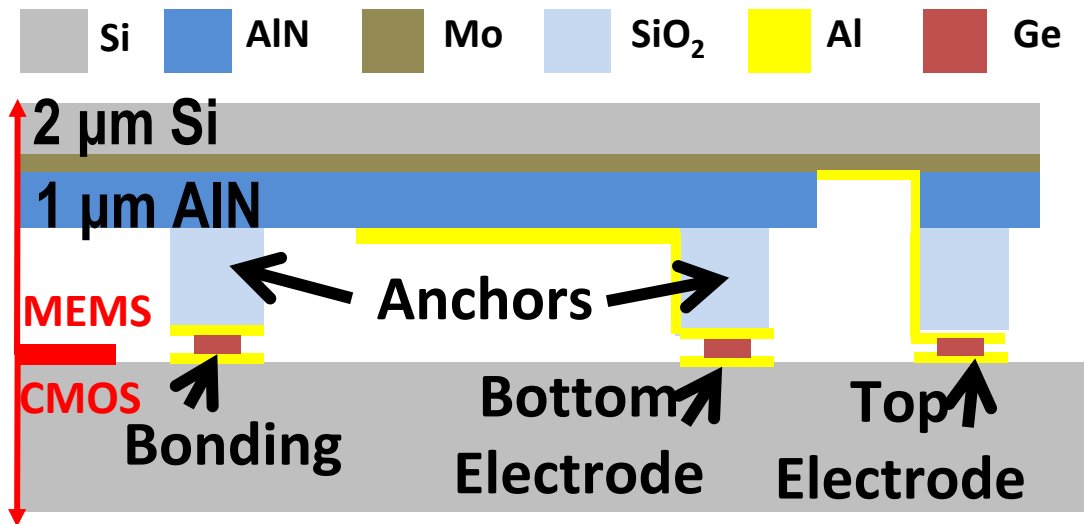 Si AlN Mo SiO₂ Al Ge
2 μm Si
1 μm AlN
Anchors
MEMS
CMOS
Bonding
Bottom
Electrode
Top
Electrode